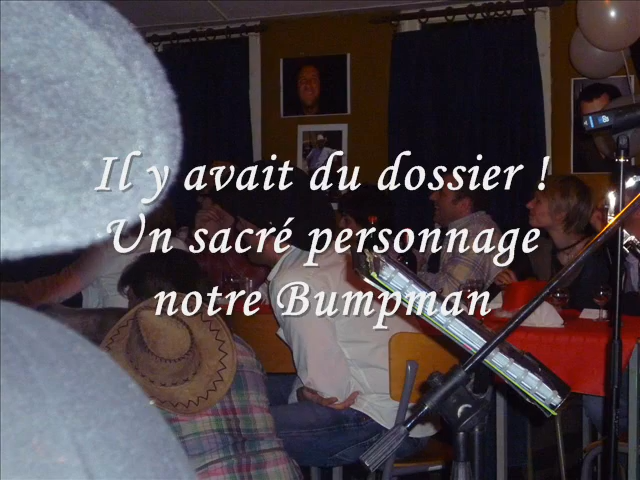 Il y avait du dossier !
Un sacré personnage
notre Bumpman